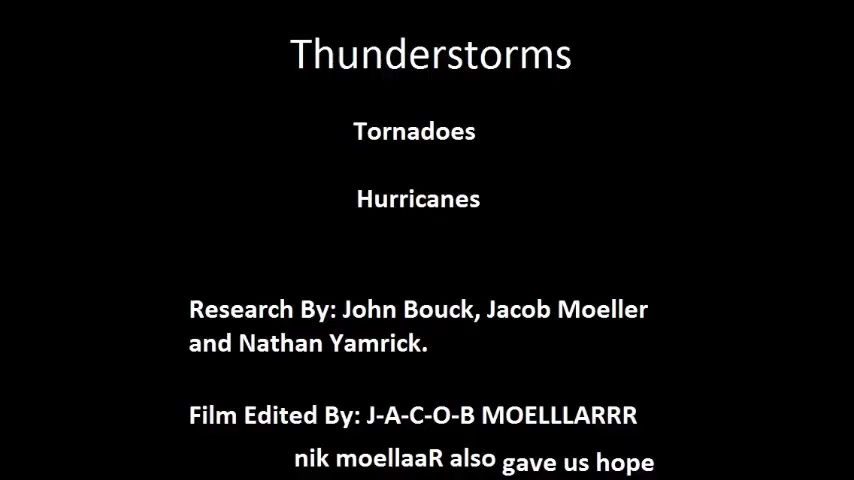 Thunderstorms
Tornadoes
Hurricanes
Research By: John Bouck, Jacob Moeller
and Nathan Yamrick.
Film Edited By: J-A-C-O-B MOELLLARRR
nik moellaaR also gave us hope